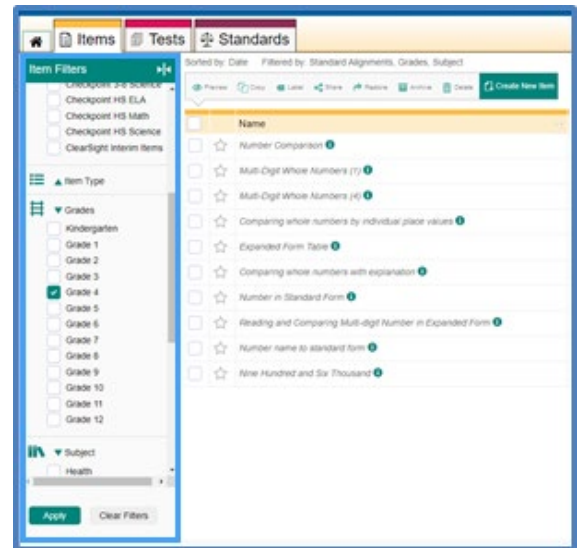 Items
Tests
Standards
Item Filters
Checkpoint 3-8 Science
Checkpoint HS ELA
Checkpoint HS Math
Checkpoint HS Science
ClearSight Interim Items
Item Type
Grades
Kindergarten
Grade 1
Grade 2
Grade 3
Grade 4
Grade 5
Grade 6
Grade 7
Grade 8
Grade 9
Grade 10
Grade 11
Grade 12
Subject
Health
Apply
Clear Filters
Sorted by: Date Filtered by: Standard Alignments, Grades, Subject
Preview Copy Label Share Restore Archive Delete Create New Item
Name
Number Comparison
Multi-Digit Whole Numbers (1)
Multi-Digit Whole Numbers (4)
Comparing whole numbers by individual place values
Expanded Form Table
Comparing whole numbers with explanation
Number in Standard Form
Reading and Comparing Multi-digit Number in Expanded Form
Number name to standard form
Nine Hundred and Six Thousand